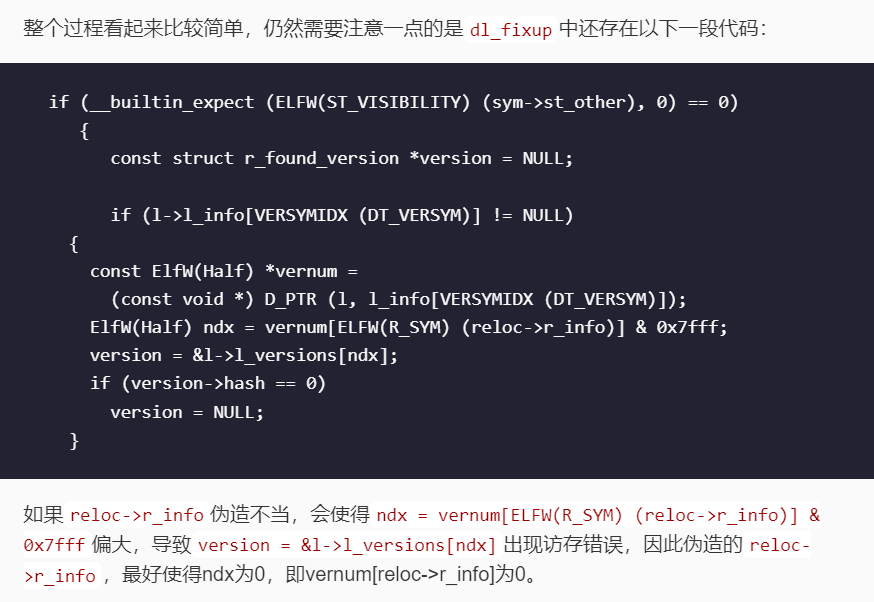 整个过程看起来比较简单，仍然需要注意一点的是 dl_fixup 中还存在以下一段代码：
if (__builtin_expect (ELFW(ST_VISIBILITY) (sym->st_other), 0) == 0)
{
const struct r_found_version *version = NULL;
if (l->l_info[VERSYMIDX (DT_VERSYM)] != NULL)
{
const ElfW(Half) *vernum =
(const void *) D_PTR (l, l_info[VERSYMIDX (DT_VERSYM)]);
ElfW(Half) ndx = vernum[ELFW(R_SYM) (reloc->r_info)] & 0x7fff;
version = &l->l_versions[ndx];
if (version->hash == 0)
version = NULL;
}
如果 reloc->r_info 伪造不当，会使得 ndx = vernum[ELFW(R_SYM) (reloc->r_info)] &
0x7fff 偏大，导致 version = &l->l_versions[ndx] 出现访存错误，因此伪造的 reloc-
>r_info ，最好使得ndx为0，即vernum[reloc->r_info]为0。